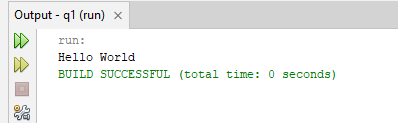 Output - q1 (run)
run:
Hello World
BUILD SUCCESSFUL (total time: 0 seconds)